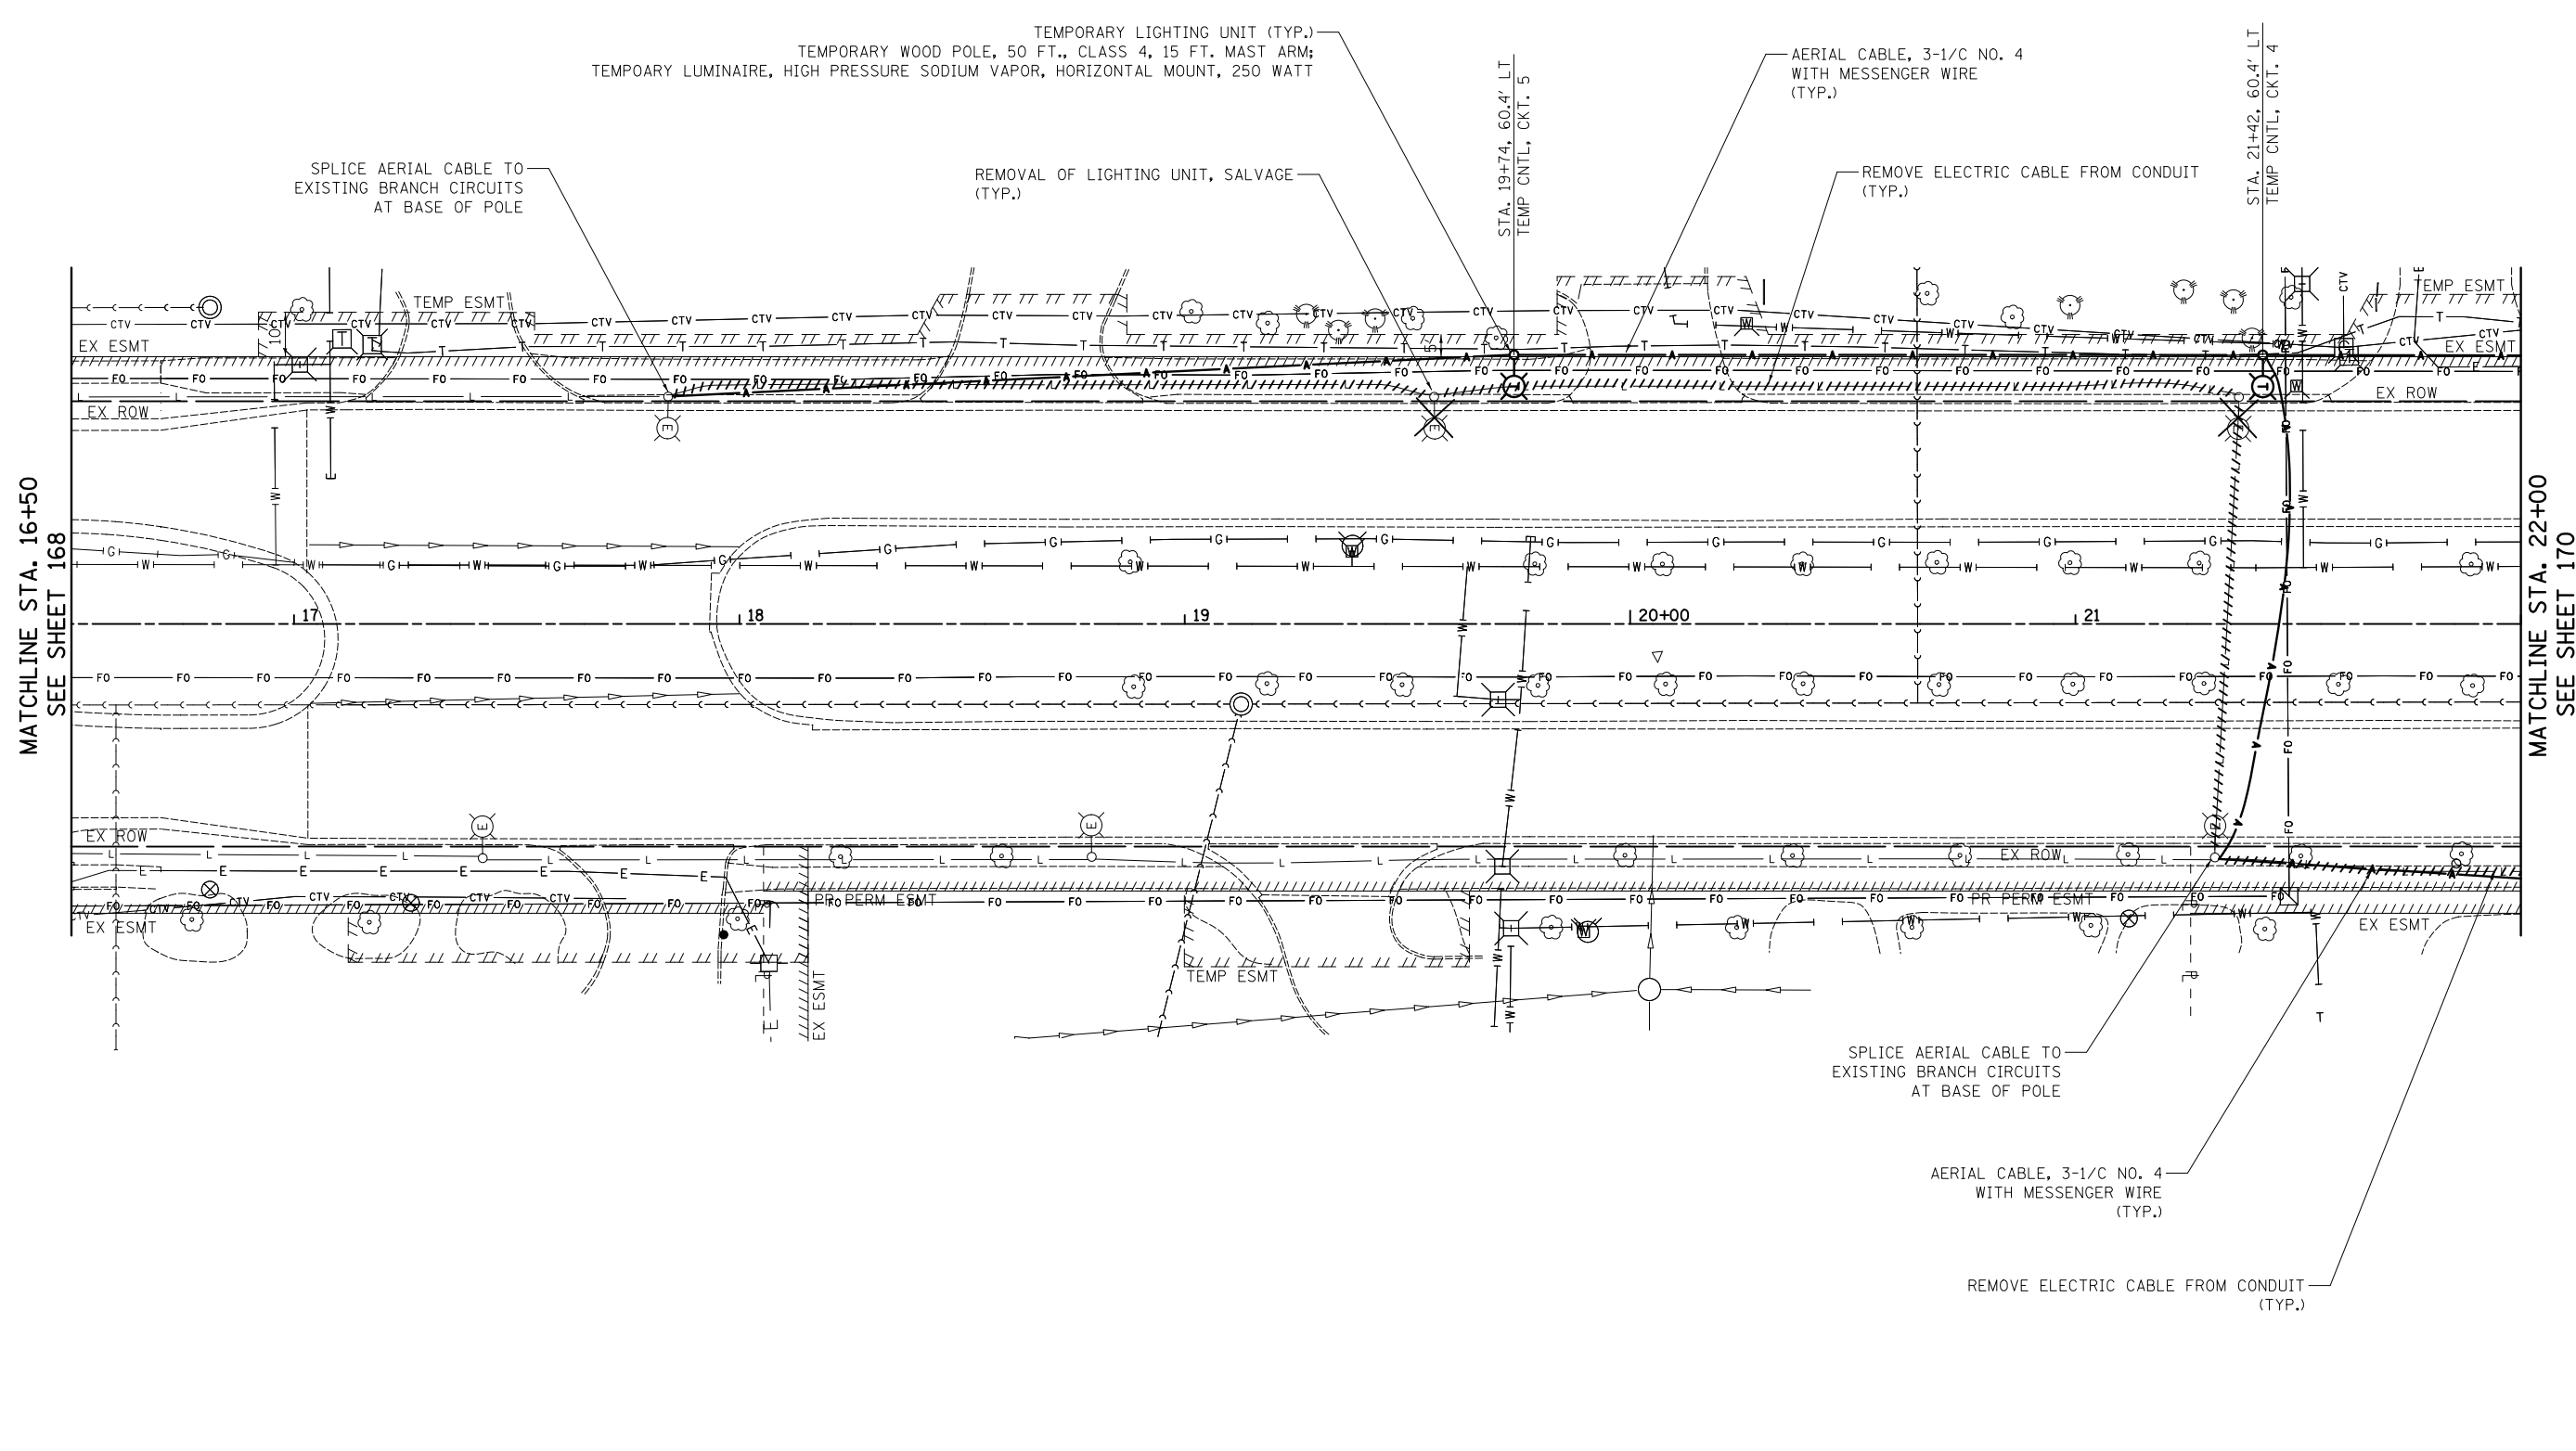 TEMPORARY LIGHTING UNIT (TYP.)
TEMPORARY WOOD POLE, 50 FT., CLASS 4, 15 FT. MAST ARM;
TEMPOARY LUMINAIRE, HIGH PRESSURE SODIUM VAPOR, HORIZONTAL MOUNT, 250 WATT
AERIAL CABLE, 3-1/C NO. 4
WITH MESSENGER WIRE
(TYP.)
STA. 19+74, 60.4' LT
TEMP CNTL, CKT. 5
STA. 21+42, 60.4' LT
TEMP CNTL, CKT. 4
SPLICE AERIAL CABLE TO
EXISTING BRANCH CIRCUITS
AT BASE OF POLE
REMOVAL OF LIGHTING UNIT, SALVAGE
(TYP.)
REMOVE ELECTRIC CABLE FROM CONDUIT
(TYP.)
TEMP ESMT
TEMP ESMT
10'
5'
EX ESMT
EX ESMT
EX ROW
EX ROW
MATCHLINE STA. 16+50
SEE SHEET 168
MATCHLINE STA. 22+00
SEE SHEET 170
17
18
19
20+00
21
EX ROW
EX ROW
PR PERM ESMT
PR PERM ESMT
EX ESMT
EX ESMT
TEMP ESMT
EX ESMT
SPLICE AERIAL CABLE TO
EXISTING BRANCH CIRCUITS
AT BASE OF POLE
AERIAL CABLE, 3-1/C NO. 4
WITH MESSENGER WIRE
(TYP.)
REMOVE ELECTRIC CABLE FROM CONDUIT
(TYP.)